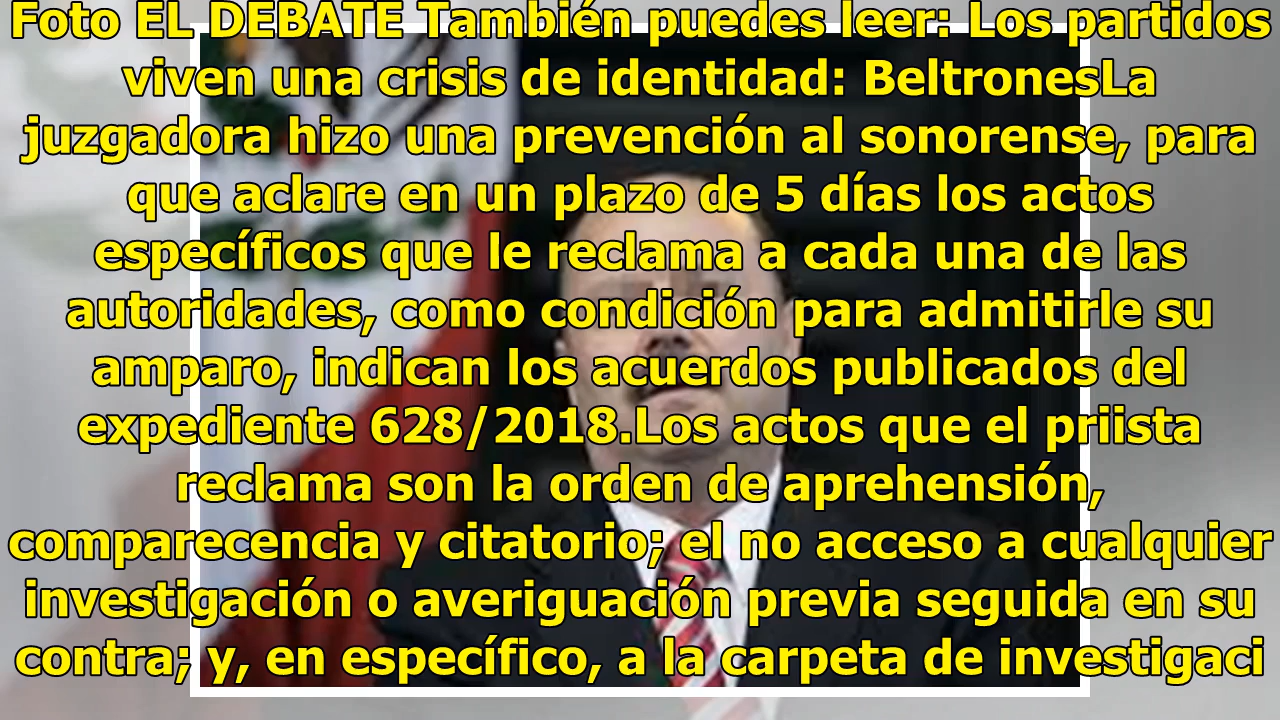 Foto EL DEBATE También puedes leer: Los partidos
viven una crisis de identidad: BeltronesLa
juzgadora hizo una prevención al sonorense, para
que aclare en un plazo de 5 días los actos
específicos que le reclama a cada una de las
autoridades, como condición para admitirle su
amparo, indican los acuerdos publicados del
expediente 628/2018.Los actos que el priista
reclama son la orden de aprehensión,
comparecencia y citatorio; el no acceso a cualquier
investigación o averiguación previa seguida en su
contra; y, en específico, a la carpeta de investigaci